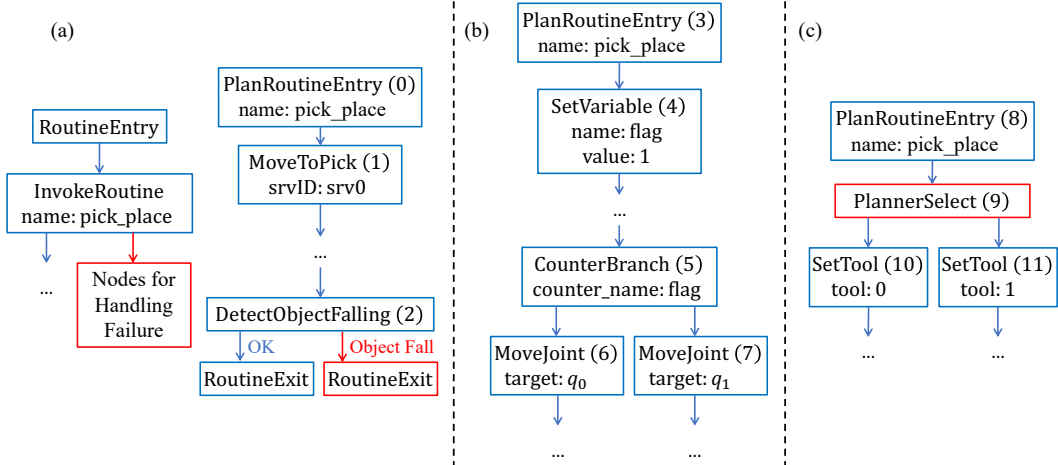 (a)
RoutineEntry
InvokeRoutine
name: pick_place
...
Nodes for
Handling
Failure
PlanRoutineEntry (0)
name: pick_place
MoveToPick (1)
srvID: srv0
...
DetectObjectFalling (2)
OK
Object Fall
RoutineExit
RoutineExit
(b)
PlanRoutineEntry (3)
name: pick_place
SetVariable (4)
name: flag
value: 1
...
CounterBranch (5)
counter_name: flag
MoveJoint (6)
target: q₀
MoveJoint (7)
target: q₁
...
...
(c)
PlanRoutineEntry (8)
name: pick_place
PlannerSelect (9)
SetTool (10)
tool: 0
SetTool (11)
tool: 1
...
...